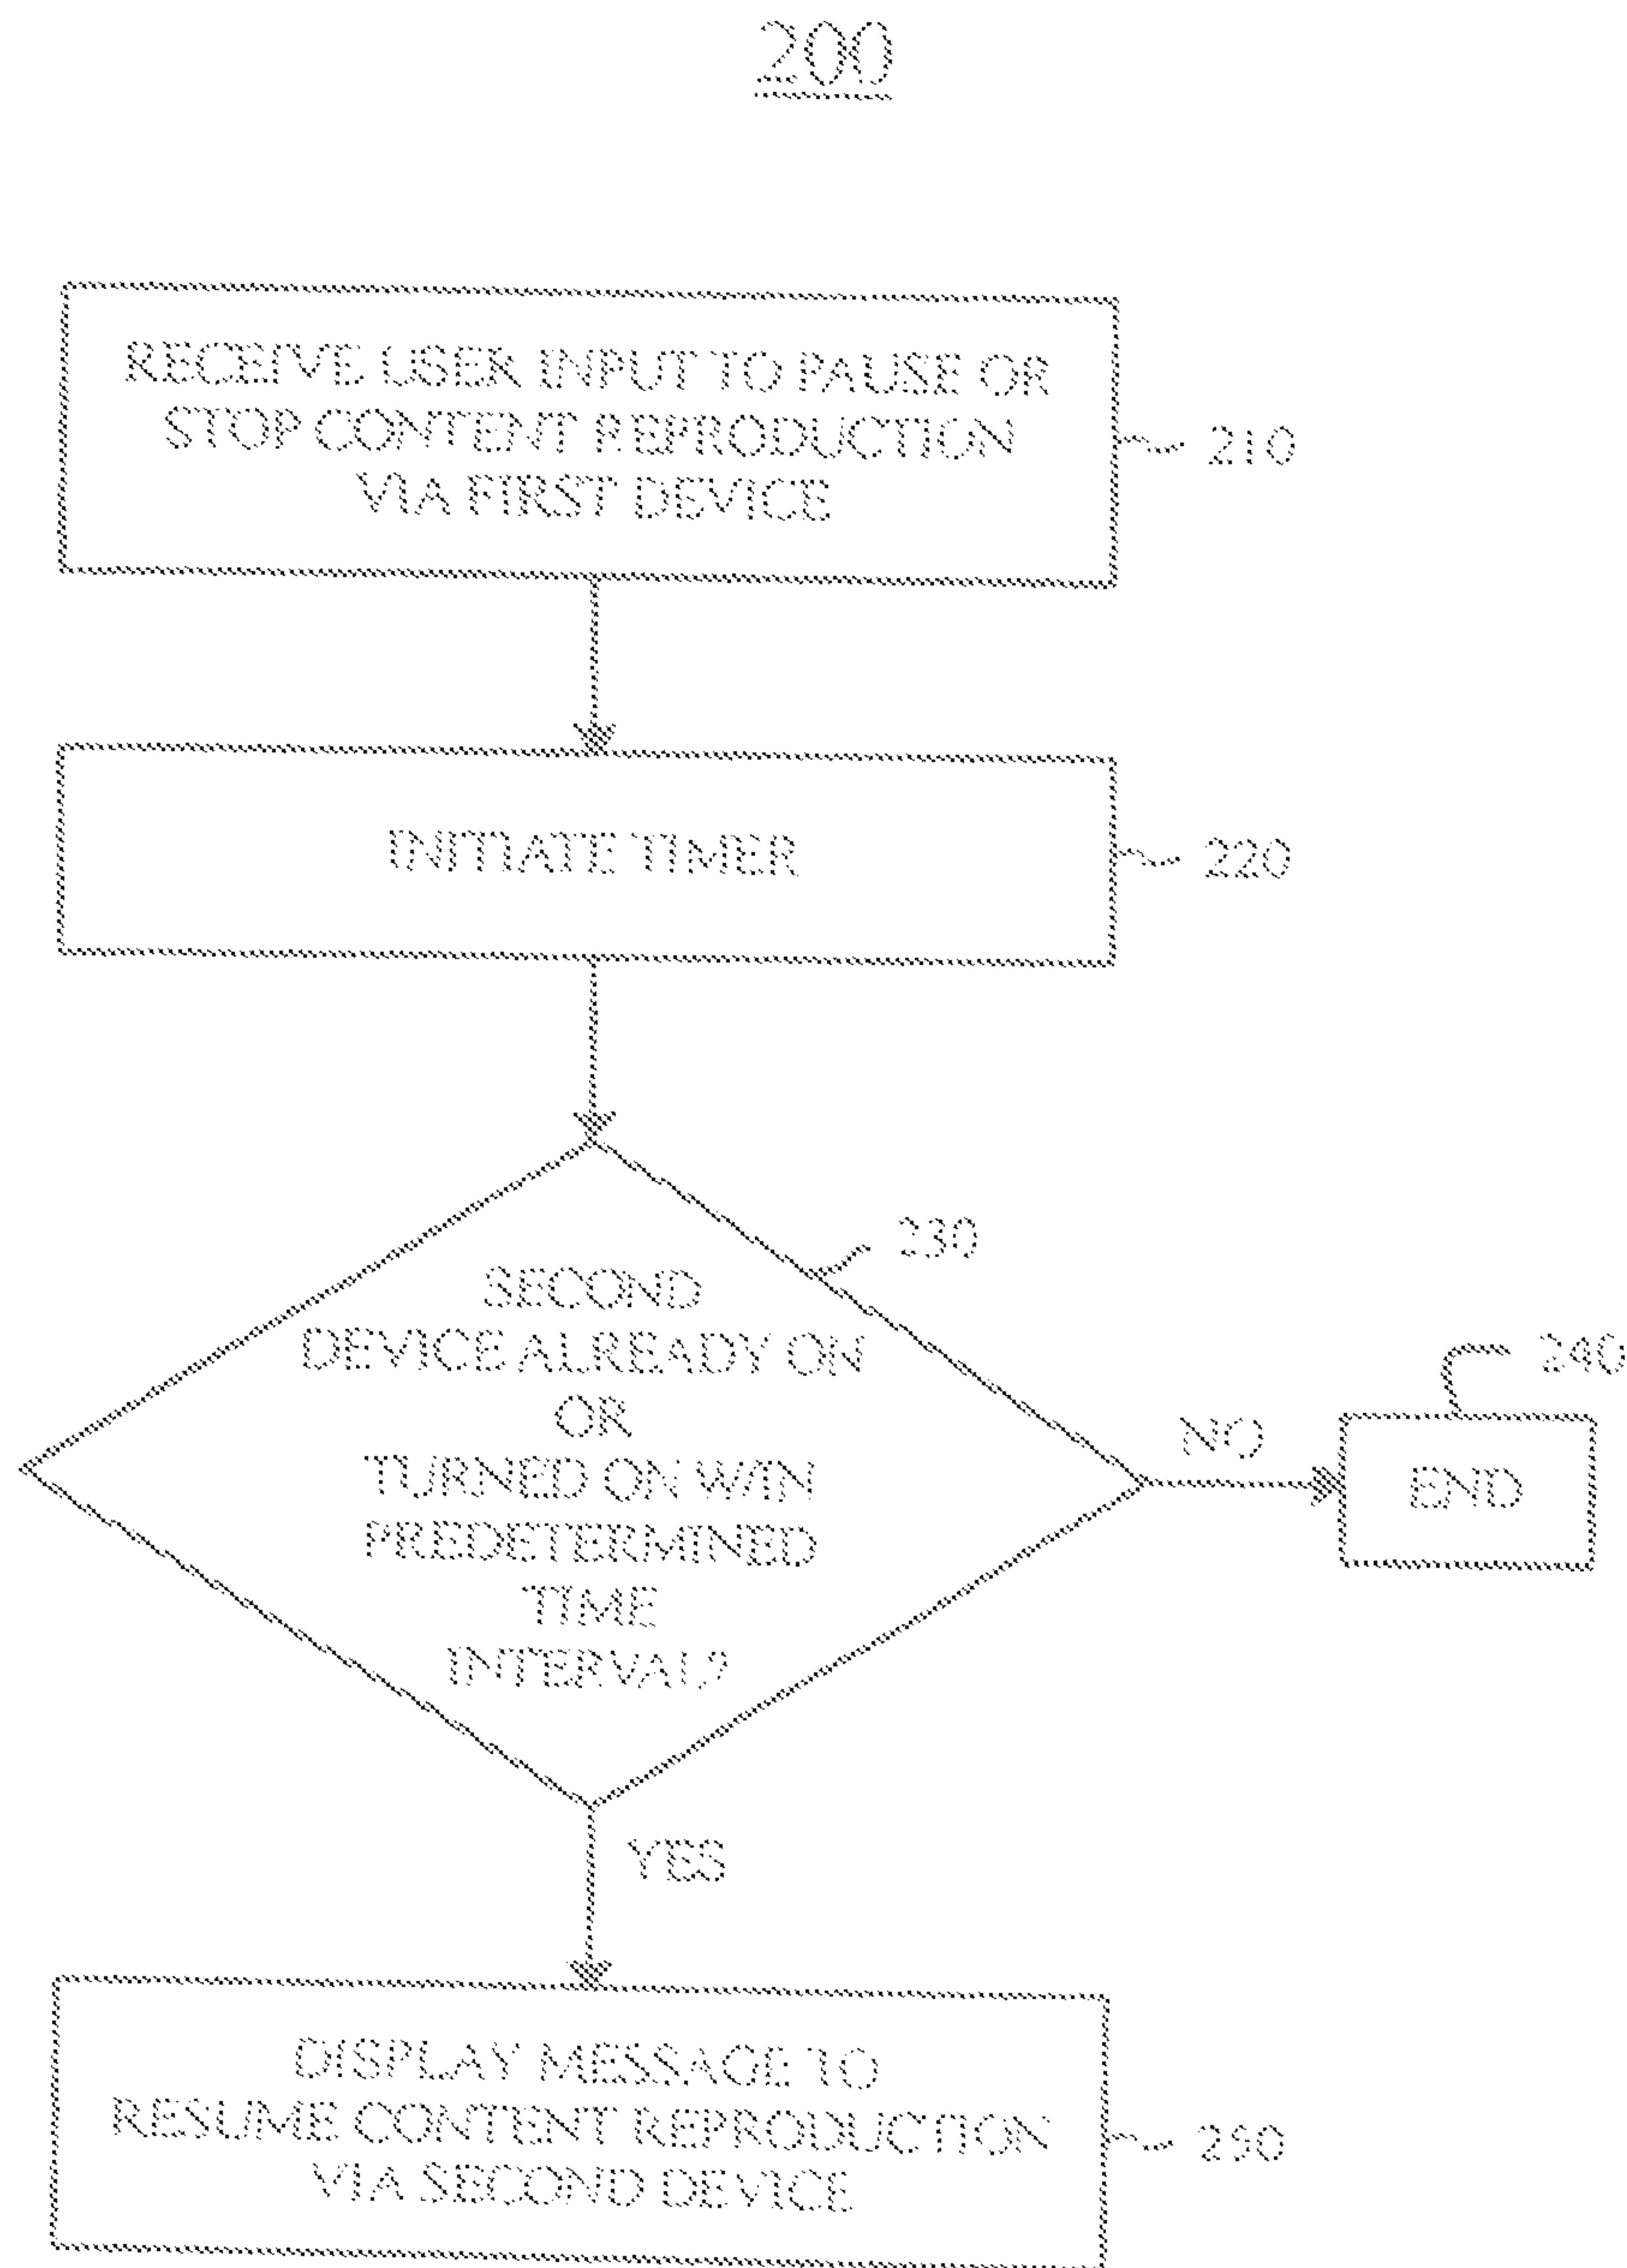 200
RECEIVE USER INPUT TO PAUSE OR
STOP CONTENT REPRODUCTION
VIA FIRST DEVICE
210
INITIATE TIMER
220
230
SECOND
DEVICE ALREADY ON
OR
TURNED ON W/IN
PREDETERMINED
TIME
INTERVAL?
NO
240
END
YES
DISPLAY MESSAGE TO
RESUME CONTENT REPRODUCTION
VIA SECOND DEVICE
250